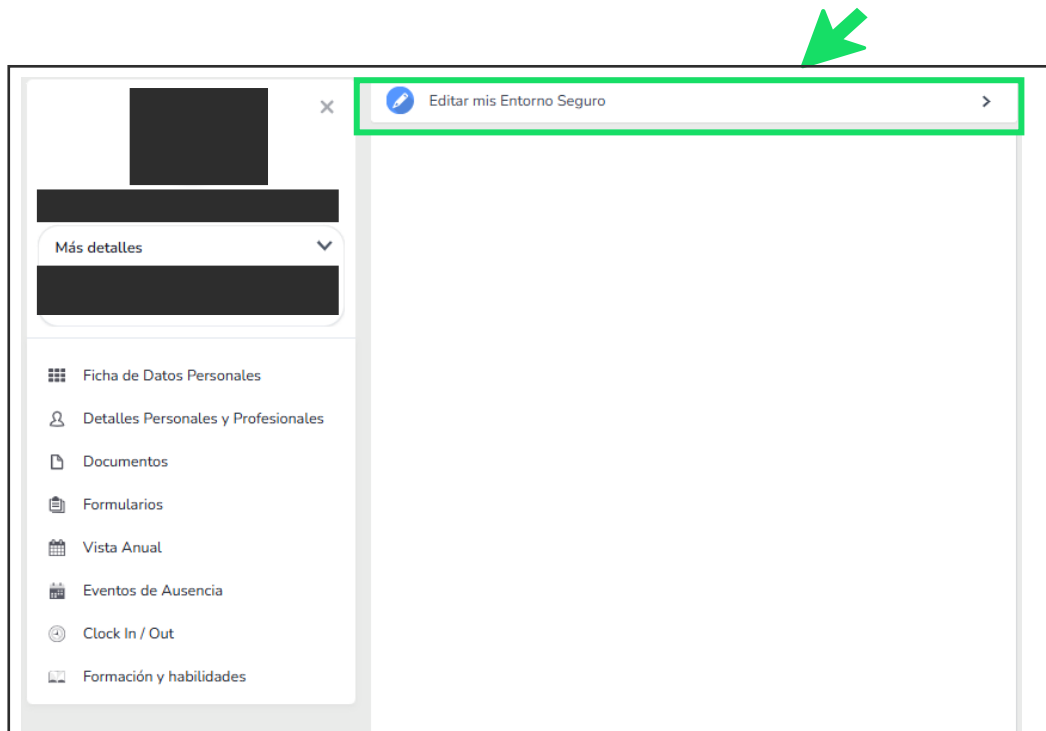 Editar mis Entorno Seguro
Más detalles
Ficha de Datos Personales
Detalles Personales y Profesionales
Documentos
Formularios
Vista Anual
Eventos de Ausencia
Clock In / Out
Formación y habilidades